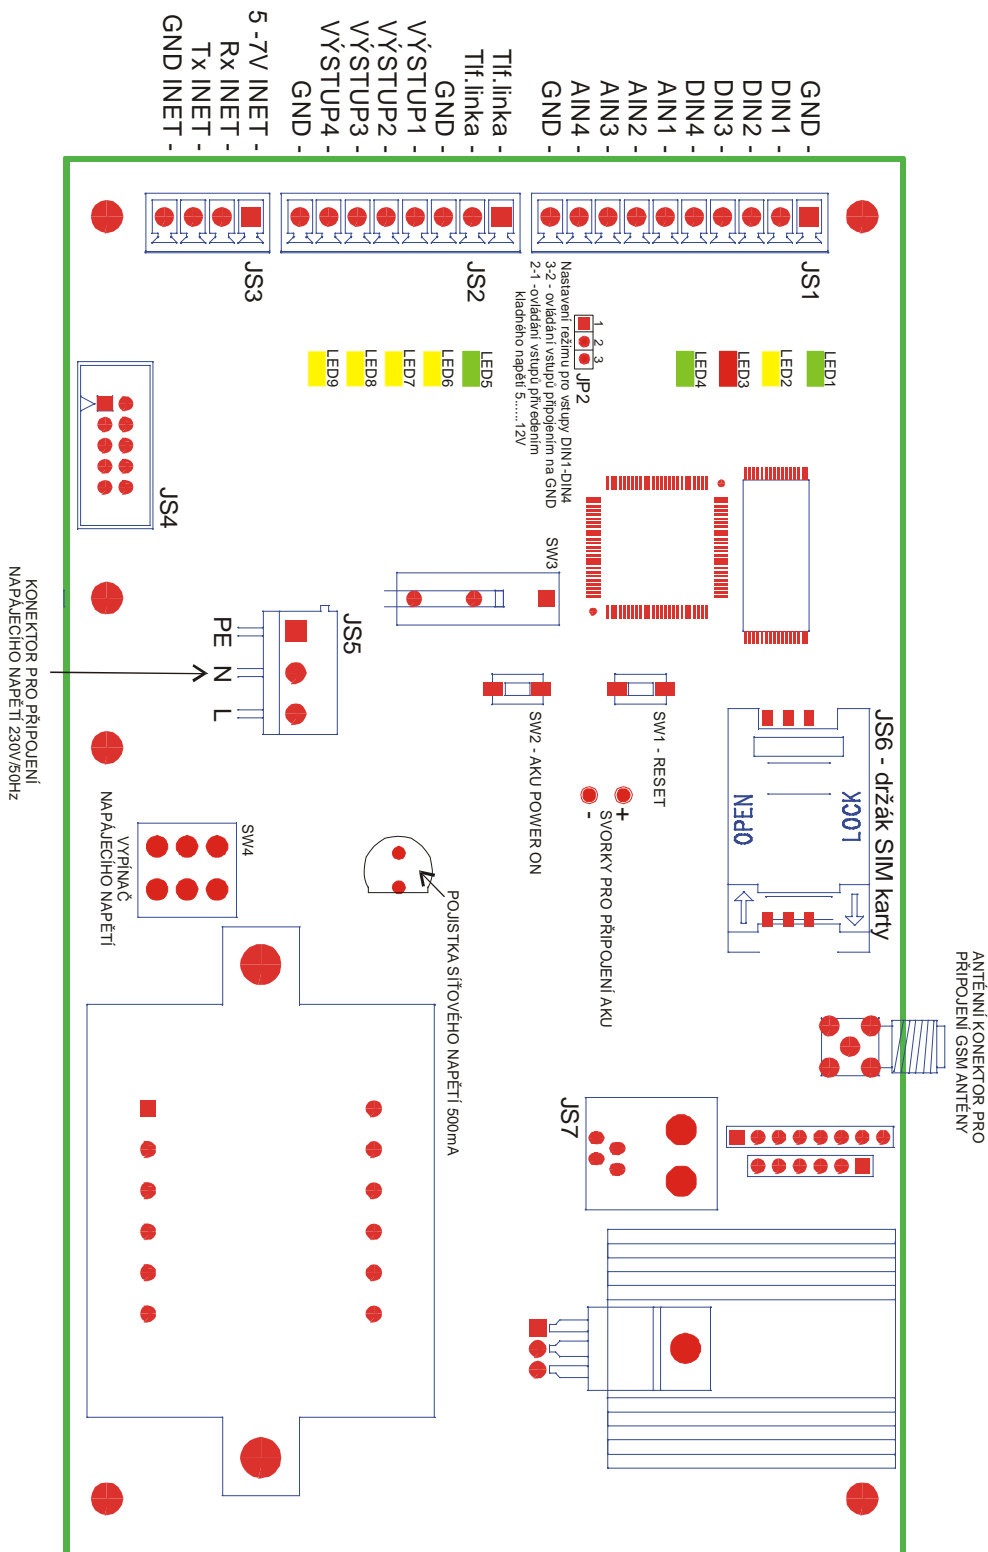 GND -
DIN1 -
DIN2 -
DIN3 -
DIN4 -
AIN1 -
AIN2 -
AIN3 -
AIN4 -
GND -
Tlf.linka -
Tlf.linka -
GND -
VÝSTUP1 -
VÝSTUP2 -
VÝSTUP3 -
VÝSTUP4 -
GND -
5 -7V INET -
Rx INET -
Tx INET -
GND INET -
JS1
JS2
JS3
Nastavení režimu pro vstupy DIN1-DIN4
3-2 - ovládání vstupů připojením na GND
2-1 -ovládání vstupů přivedením
kladného napětí 5......12V
1
2
3
JP2
LED1
LED2
LED3
LED4
LED5
LED6
LED7
LED8
LED9
JS4
SW3
JS5
PE
N
L
KONEKTOR PRO PŘIPOJENÍ
NAPÁJECÍHO NAPĚTÍ 230V/50Hz
SW1 - RESET
SW2 - AKU POWER ON
JS6 - držák SIM karty
LOCK
OPEN
+
-
SVORKY PRO PŘIPOJENÍ AKU
SW4
VYPÍNAČ
NAPÁJECÍHO NAPĚTÍ
POJISTKA SÍŤOVÉHO NAPĚTÍ 500mA
ANTÉNNÍ KONEKTOR PRO
PŘIPOJENÍ GSM ANTÉNY
JS7